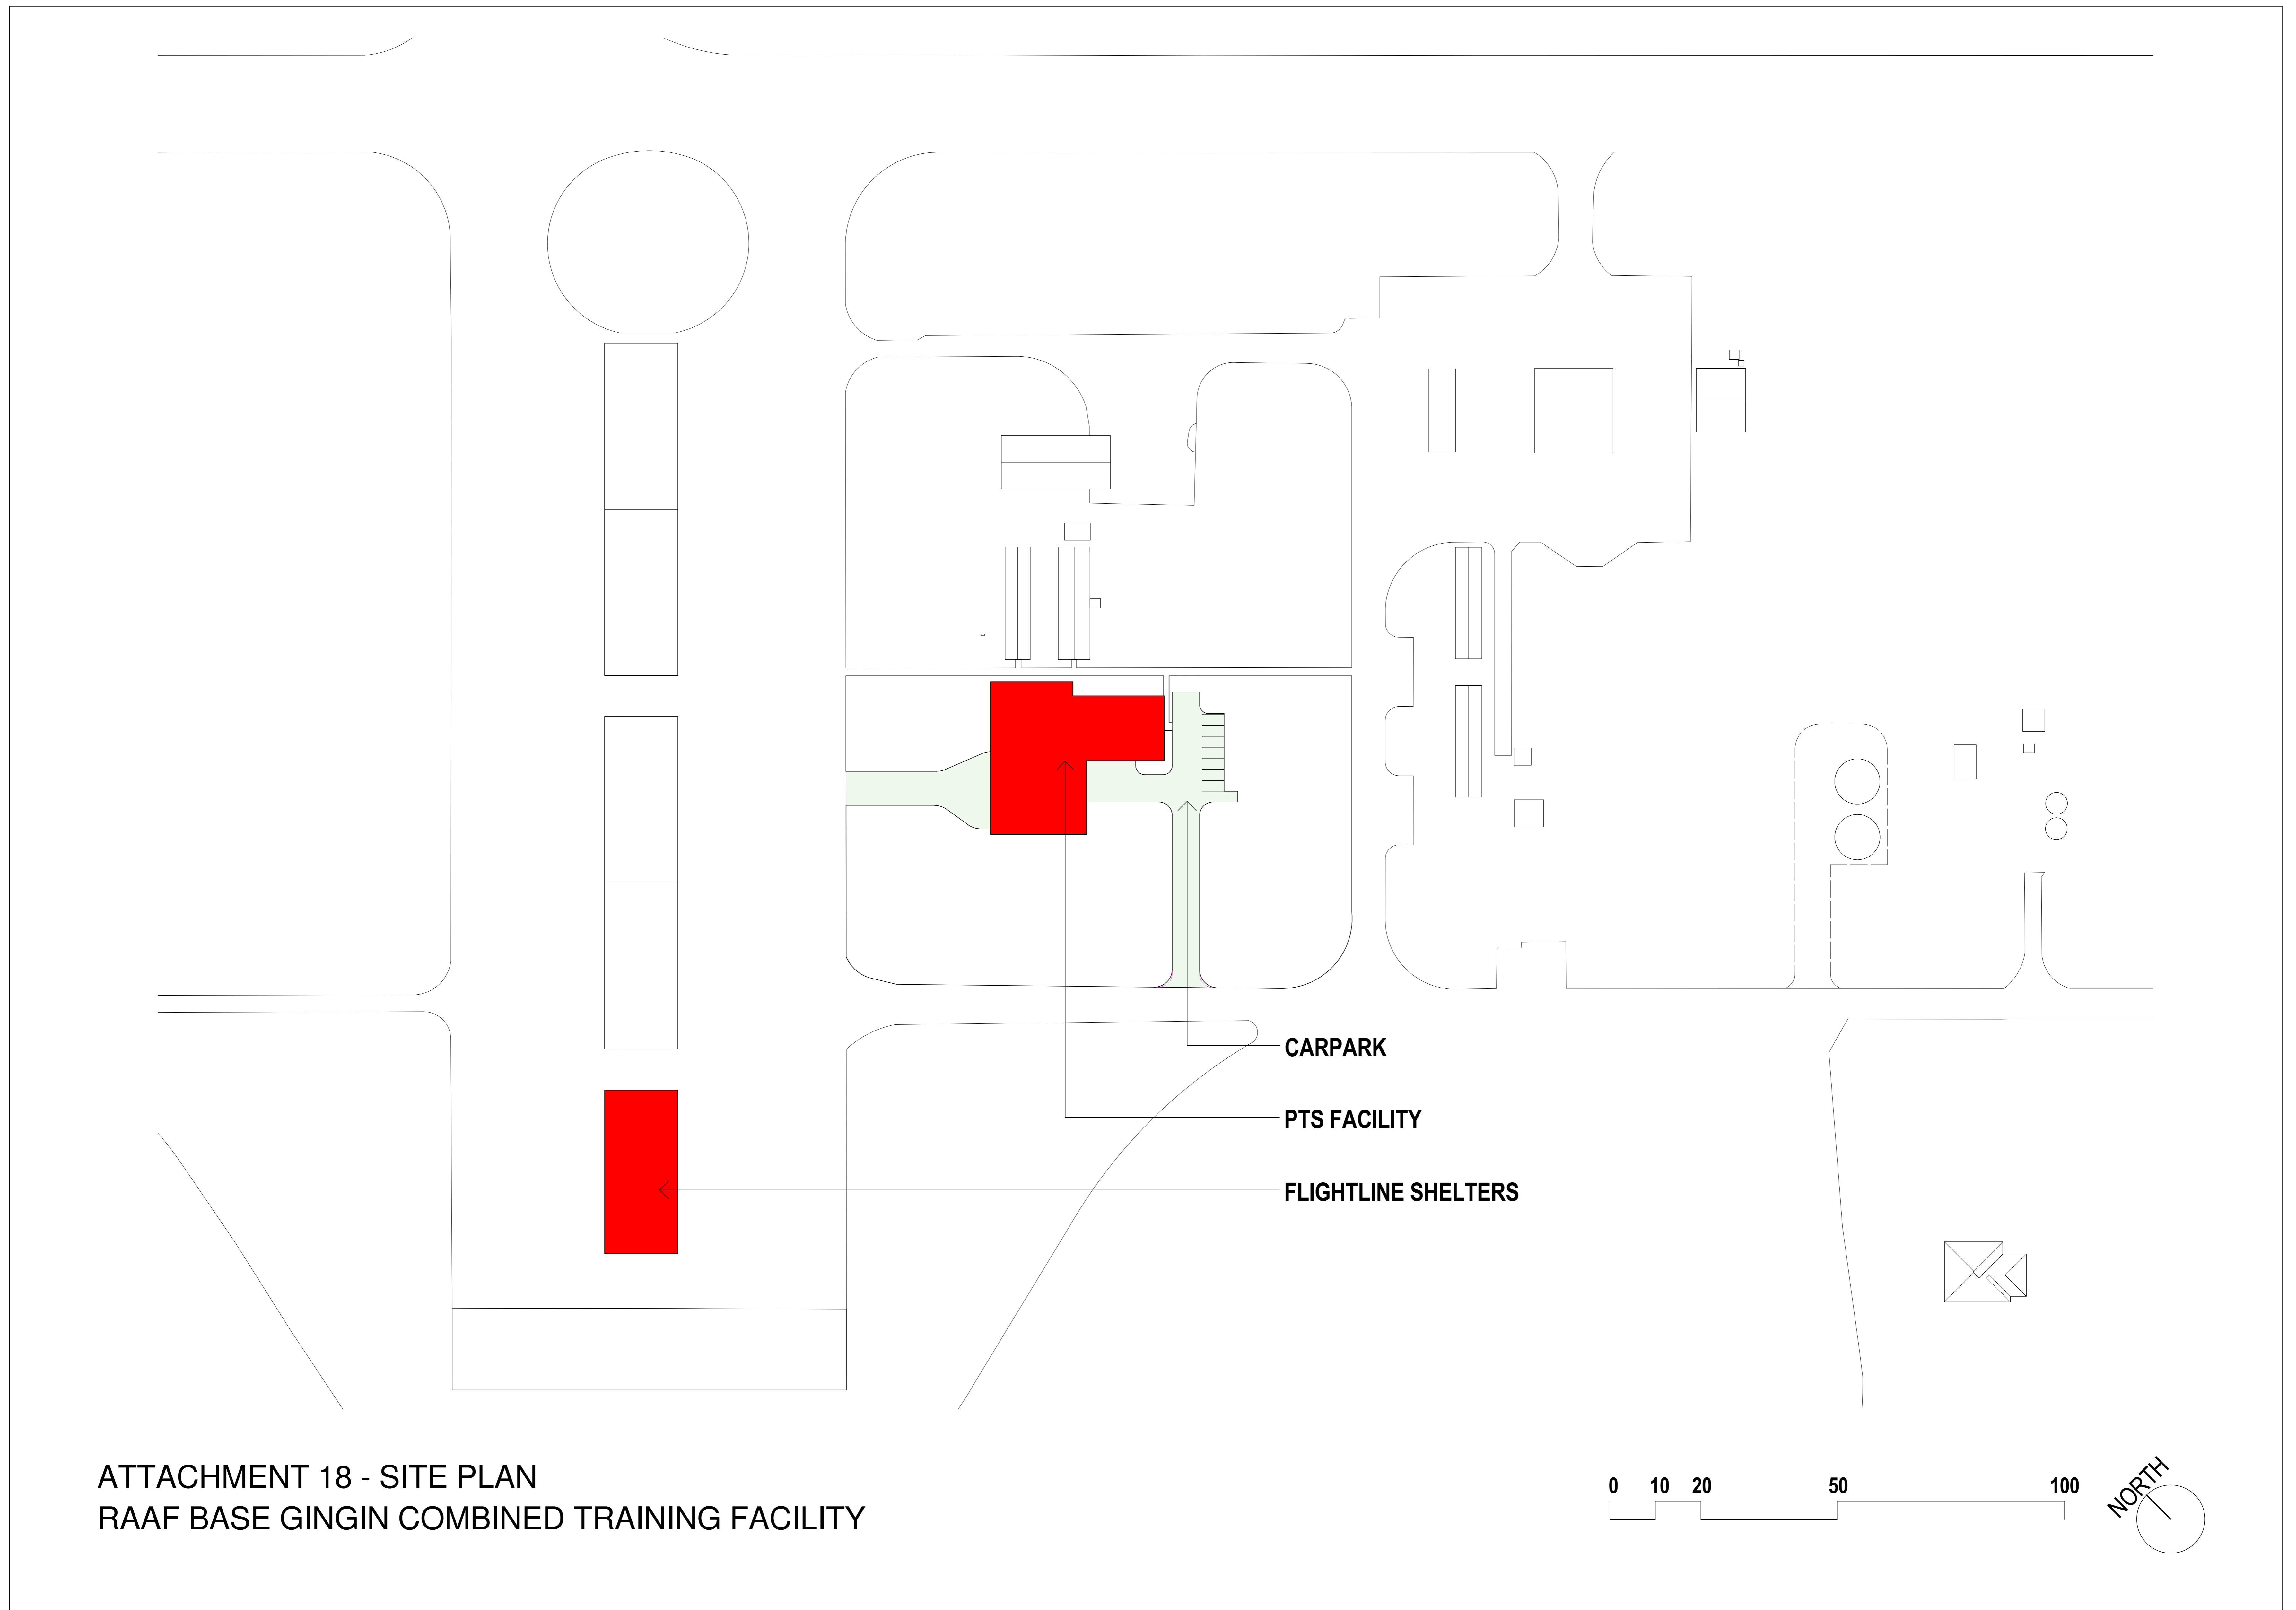 CARPARK
PTS FACILITY
FLIGHTLINE SHELTERS
ATTACHMENT 18 - SITE PLAN
RAAF BASE GINGIN COMBINED TRAINING FACILITY
0 10 20 50 100
NORTH